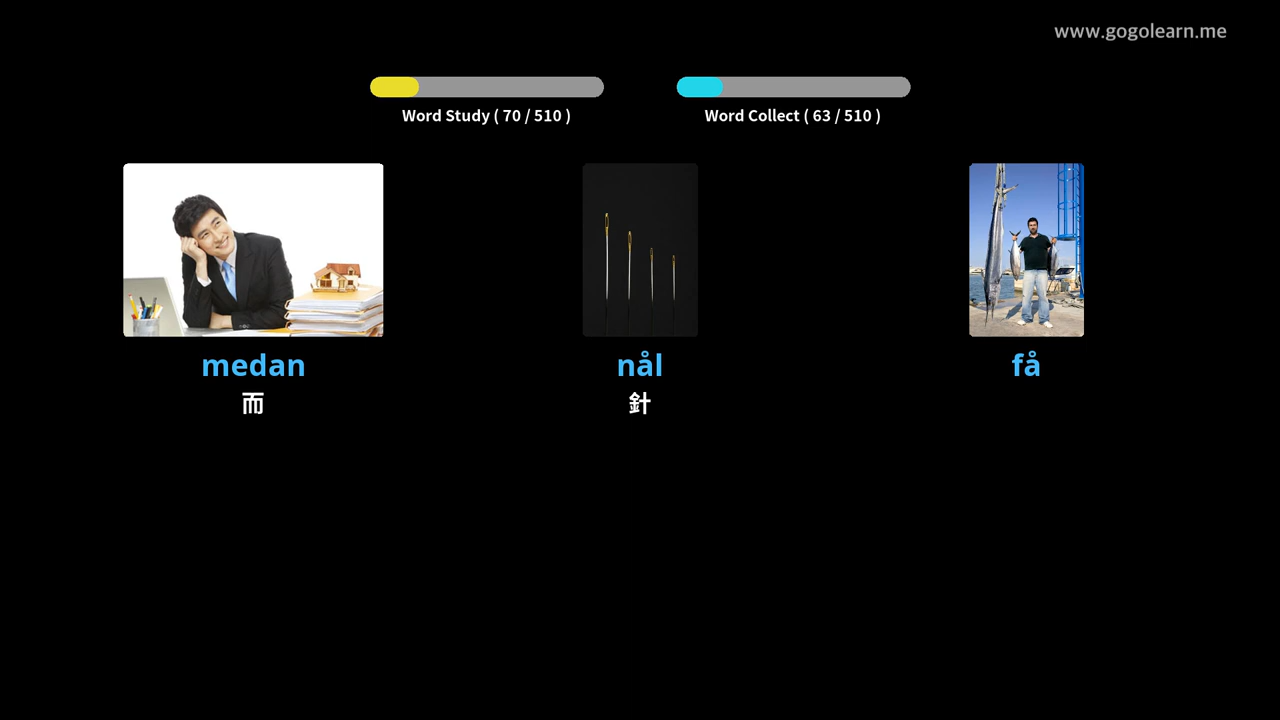 www.gogolearn.me
Word Study ( 70 / 510 )
Word Collect ( 63 / 510 )
medan
nål
få
而
針